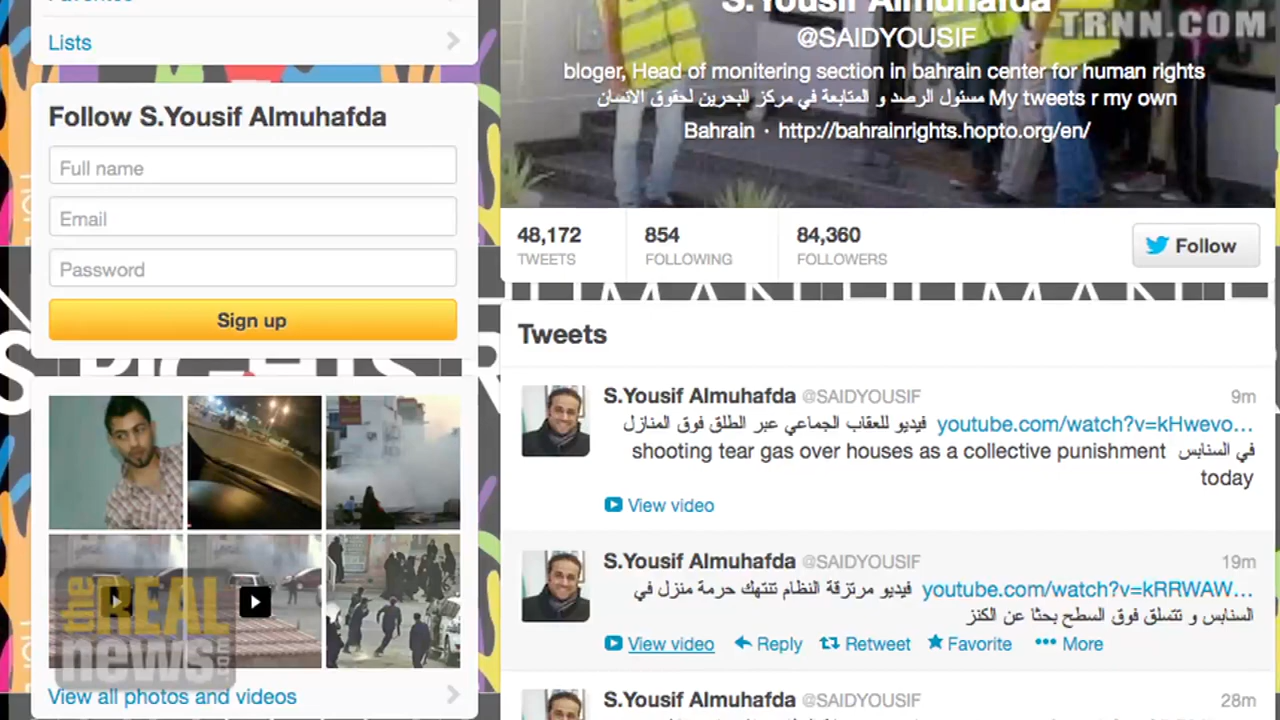 Favorites
Lists
Follow S.Yousif Almuhafda
Full name
Email
Password
Sign up
the REAL news.com
View all photos and videos
S.Yousif Almuhafda
TRNN.COM
@SAIDYOUSIF
bloger, Head of monitering section in bahrain center for human rights
مسئول الرصد و المتابعة في مركز البحرين لحقوق الانسان My tweets r my own
Bahrain · http://bahrainrights.hopto.org/en/
48,172 854 84,360
TWEETS FOLLOWING FOLLOWERS
Follow
Tweets
S.Yousif Almuhafda @SAIDYOUSIF 9m
فيديو للعقاب الجماعي عبر الطلق فوق المنازل youtube.com/watch?v=kHwevo…
في السنابس shooting tear gas over houses as a collective punishment
today
View video
S.Yousif Almuhafda @SAIDYOUSIF 19m
فيديو مرتزقة النظام تنتهك حرمة منزل في youtube.com/watch?v=kRRWAW…
السنابس و تتسلق فوق السطح بحثا عن الكنز
View video Reply Retweet Favorite More
S.Yousif Almuhafda @SAIDYOUSIF 28m